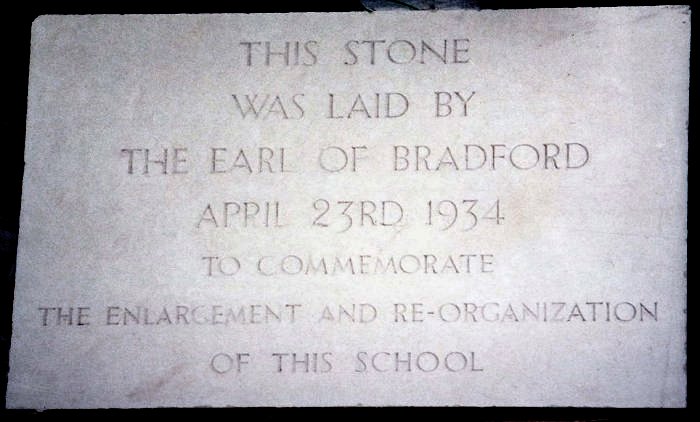 THIS STONE
WAS LAID BY
THE EARL OF BRADFORD
APRIL 23RD 1934
TO COMMEMORATE
THE ENLARGEMENT AND RE-ORGANIZATION
OF THIS SCHOOL